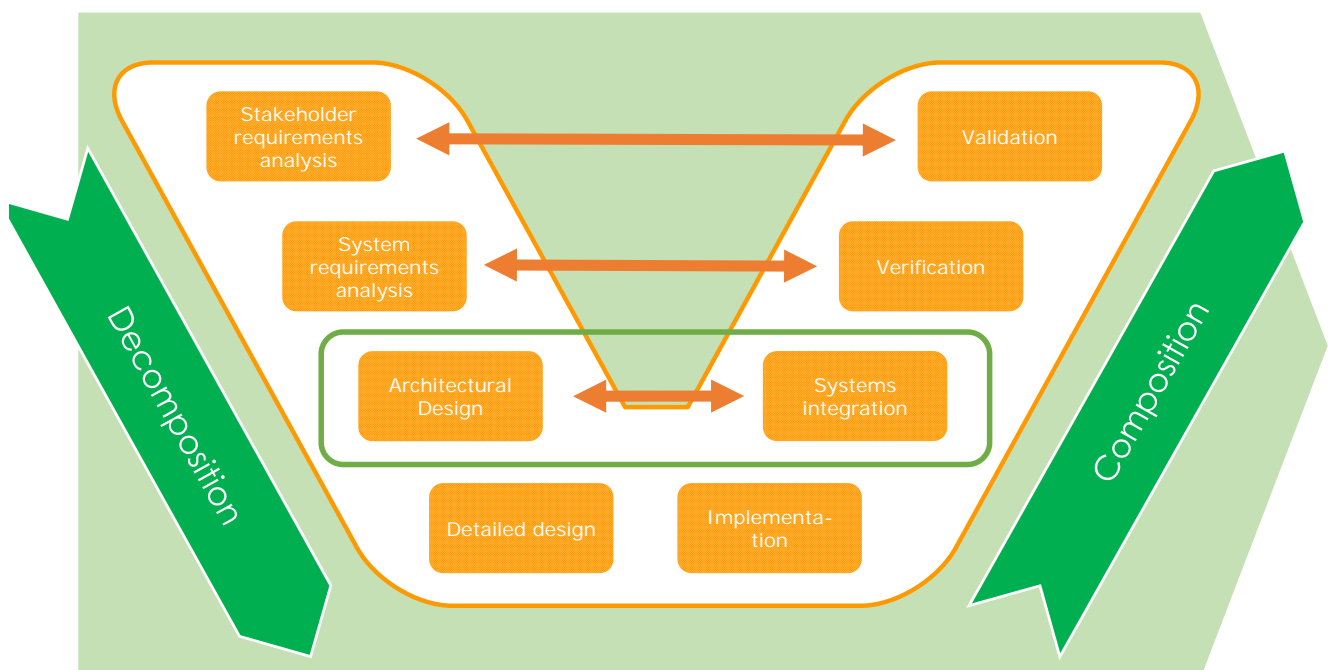 Stakeholder
requirements
analysis
Validation
System
requirements
analysis
Verification
Decomposition
Composition
Architectural
Design
Systems
integration
Detailed design
Implementa-
tion